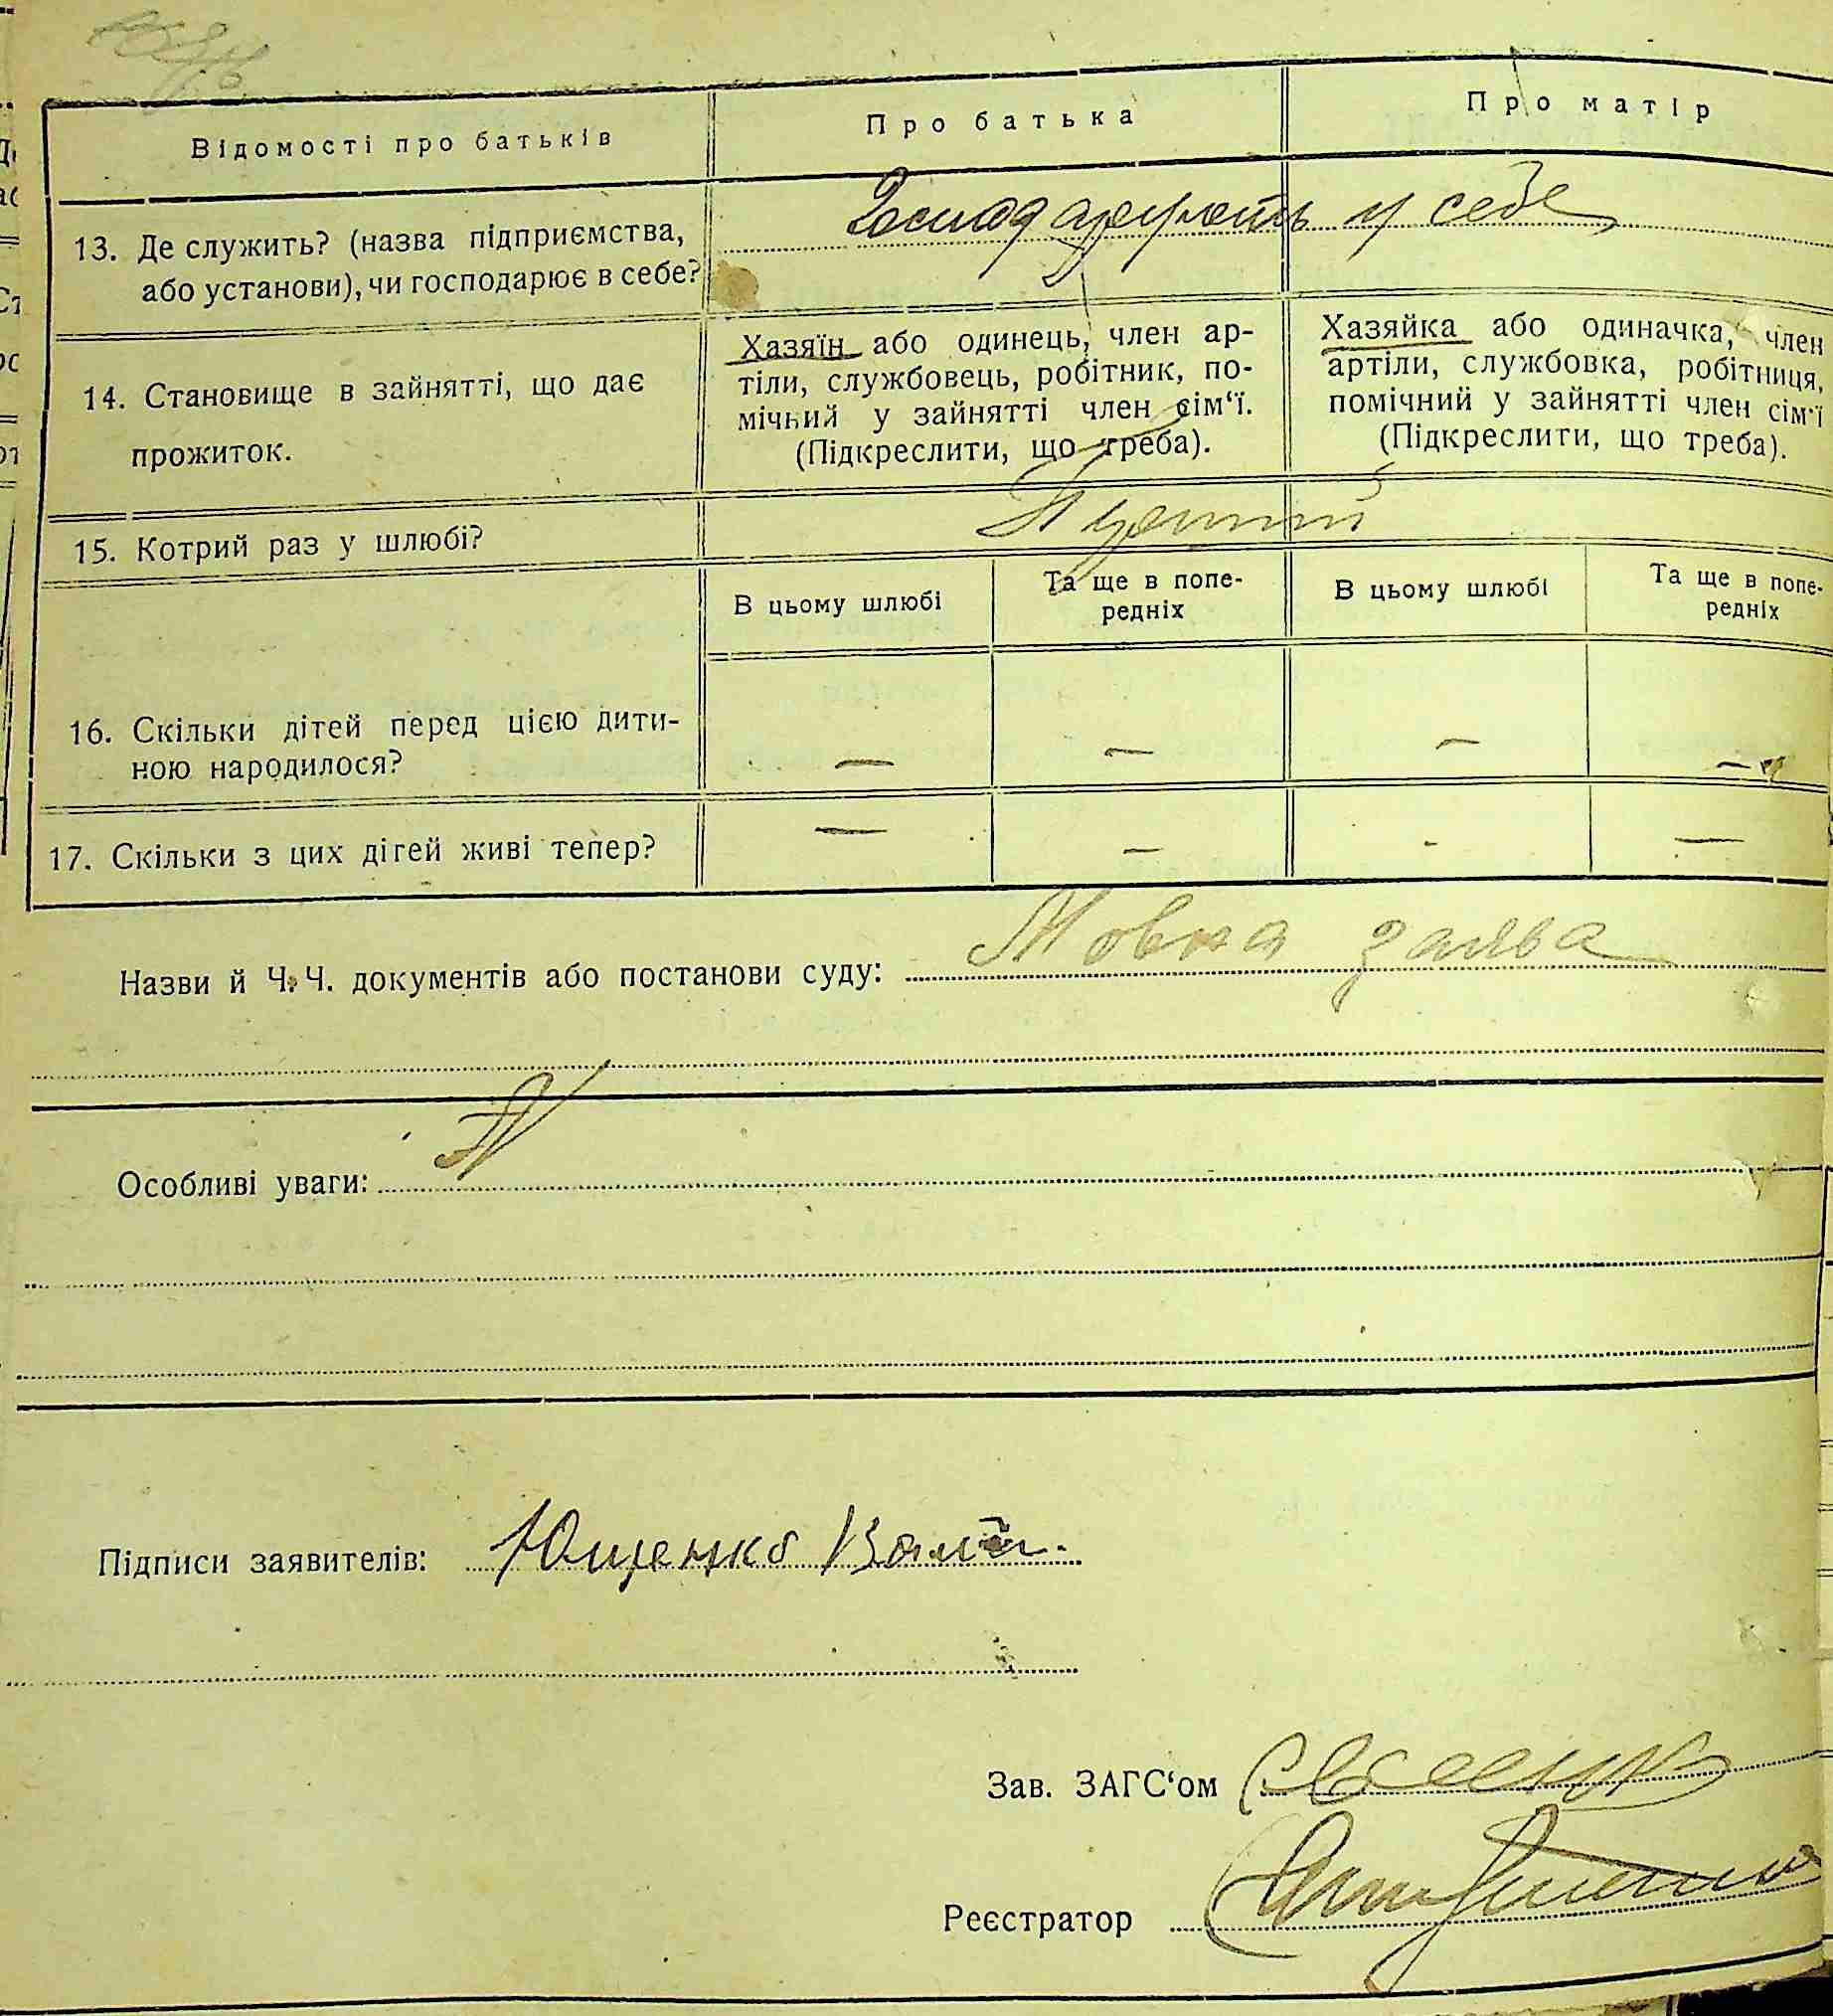 Відомості про батьків
Про батька
Про матір
13. Де служить? (назва підприємства,
або установи), чи господарює в себе?
Господарують у себе
14. Становище в зайнятті, що дає
прожиток.
Хазяїн або одинець, член ар-
тіли, службовець, робітник, по-
мічний у зайнятті член сім‘ї.
(Підкреслити, що треба).
Хазяйка або одиначка, член
артіли, службовка, робітниця,
помічний у зайнятті член сім‘ї
(Підкреслити, що треба).
15. Котрий раз у шлюбі?
В цьому шлюбі
Та ще в попе-
редніх
В цьому шлюбі
Та ще в попе-
редніх
16. Скільки дітей перед цією дити-
ною народилося?
— — — —
17. Скільки з цих дітей живі тепер?
— — - —
Назви й Ч. Ч. документів або постанови суду: Мовна заява
Особливі уваги:
Підписи заявителів: Ющенко
Зав. ЗАГС‘ом
Реєстратор